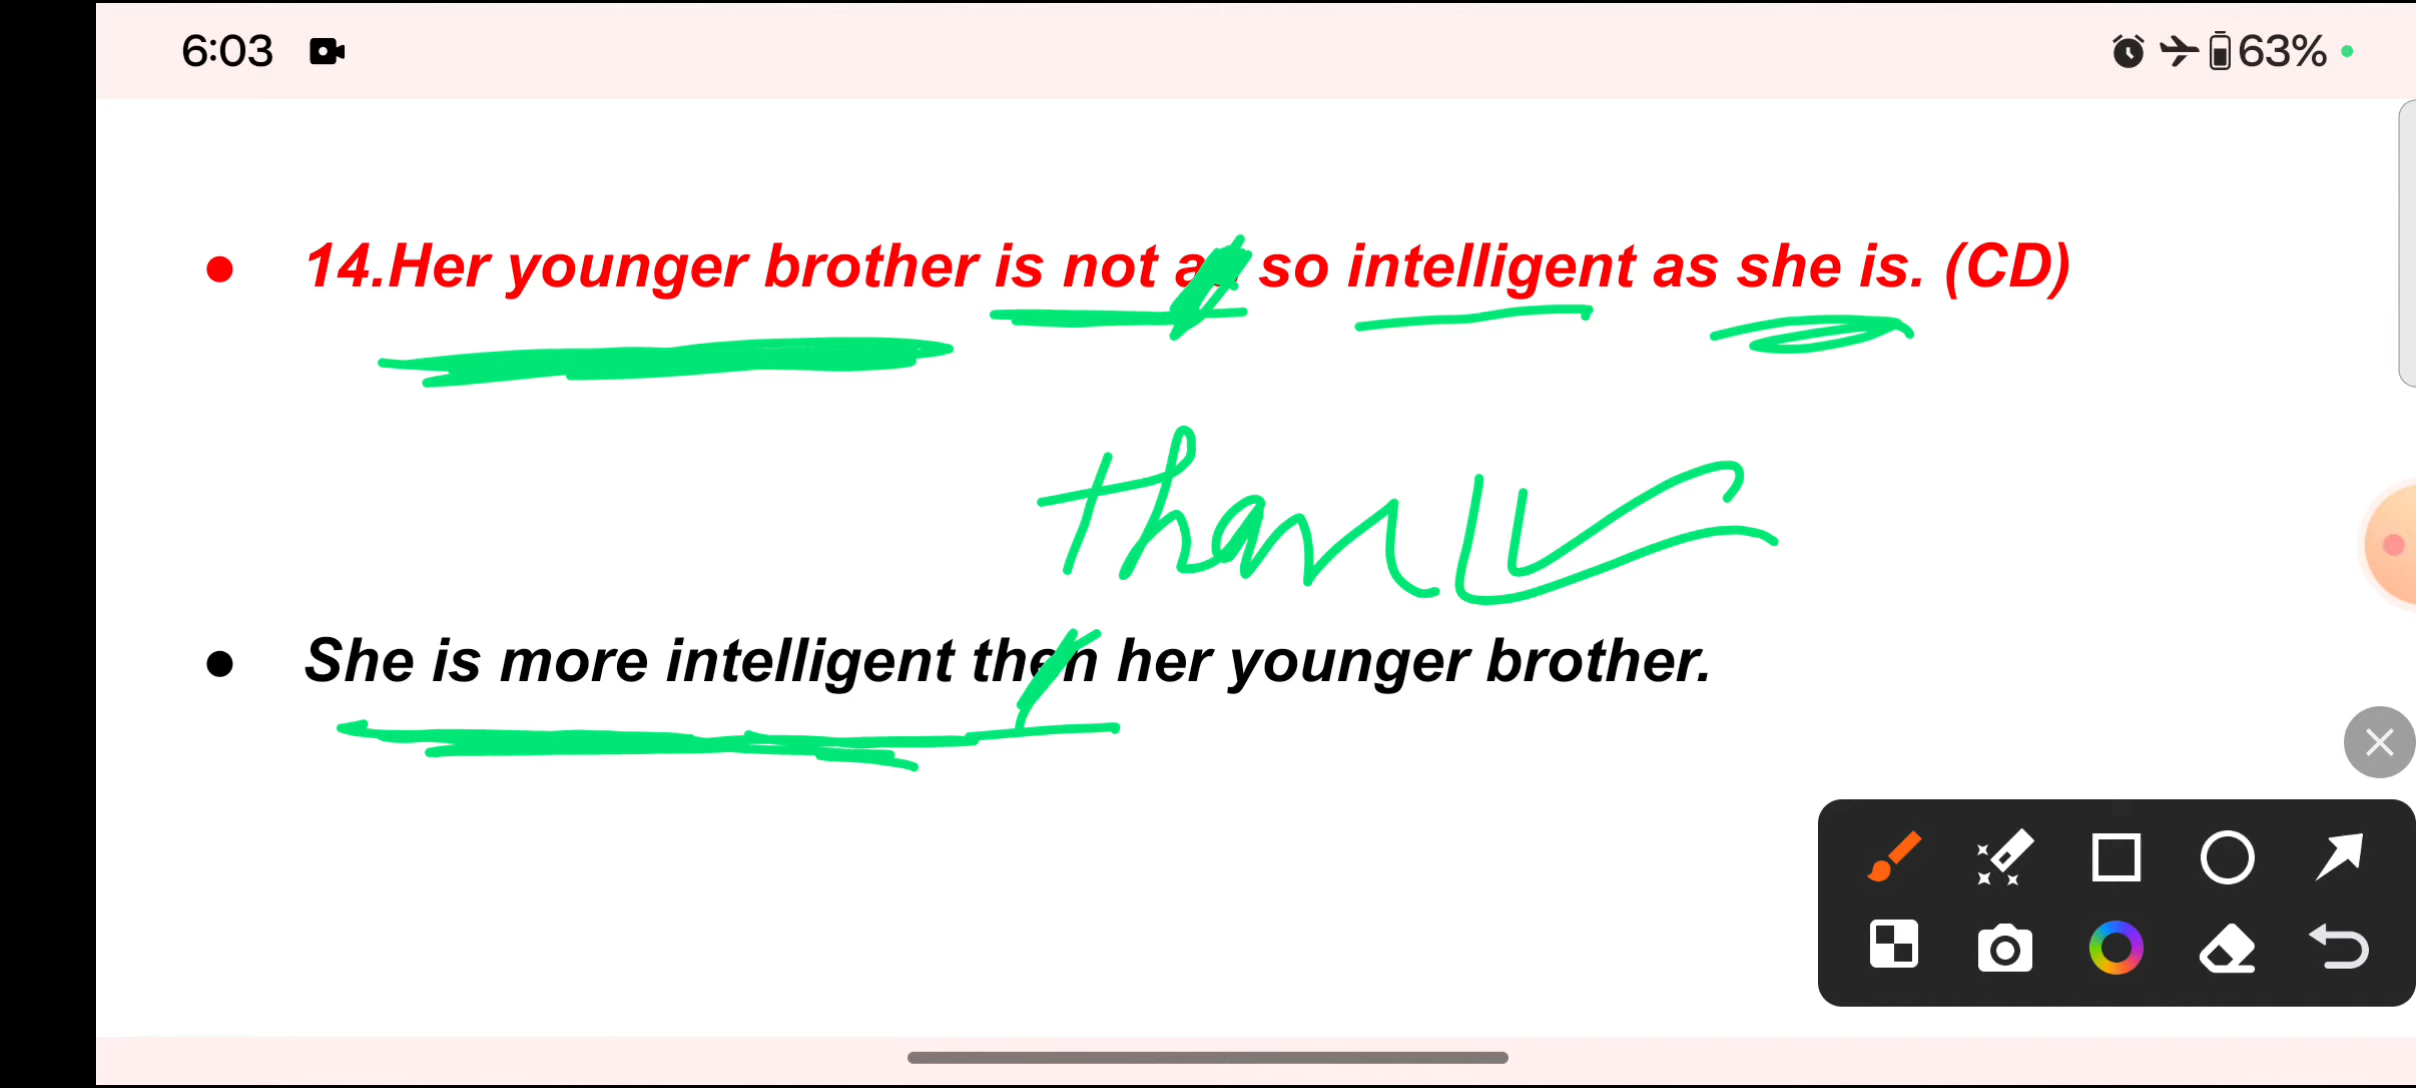 6:03 63%
14.Her younger brother is not as so intelligent as she is. (CD)
than
She is more intelligent then her younger brother.